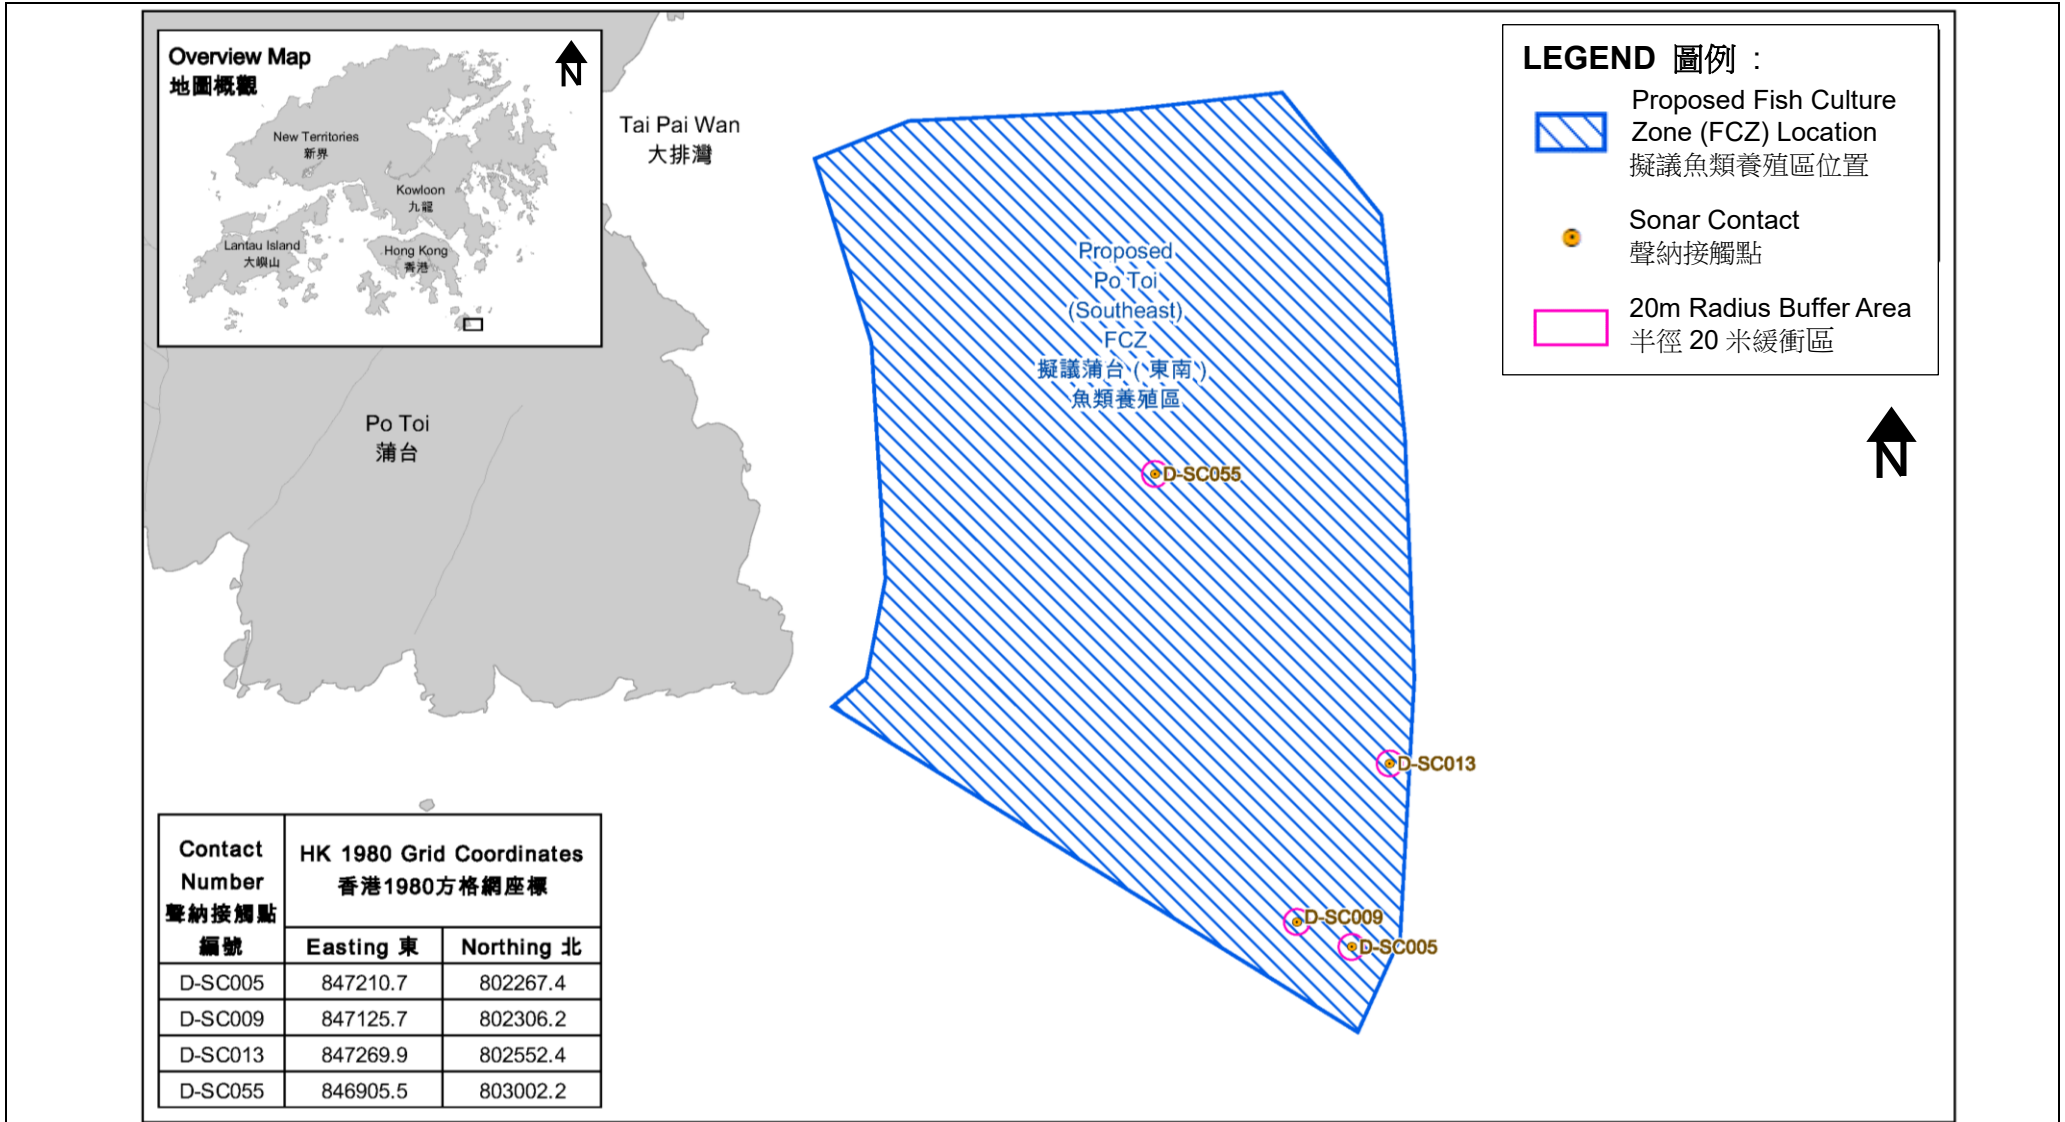 Overview Map
地圖概觀
N
New Territories
新界
Kowloon
九龍
Lantau Island
大嶼山
Hong Kong
香港
Tai Pai Wan
大排灣
Po Toi
蒲台
Proposed
Po Toi
(Southeast)
FCZ
擬議蒲台(東南)
魚類養殖區
D-SC055
D-SC013
D-SC009
D-SC005
LEGEND 圖例 :
Proposed Fish Culture
Zone (FCZ) Location
擬議魚類養殖區位置
Sonar Contact
聲納接觸點
20m Radius Buffer Area
半徑 20 米緩衝區
N
Contact
Number
聲納接觸點
編號
HK 1980 Grid Coordinates
香港1980方格網座標
Easting 東 Northing 北
D-SC005 847210.7 802267.4
D-SC009 847125.7 802306.2
D-SC013 847269.9 802552.4
D-SC055 846905.5 803002.2